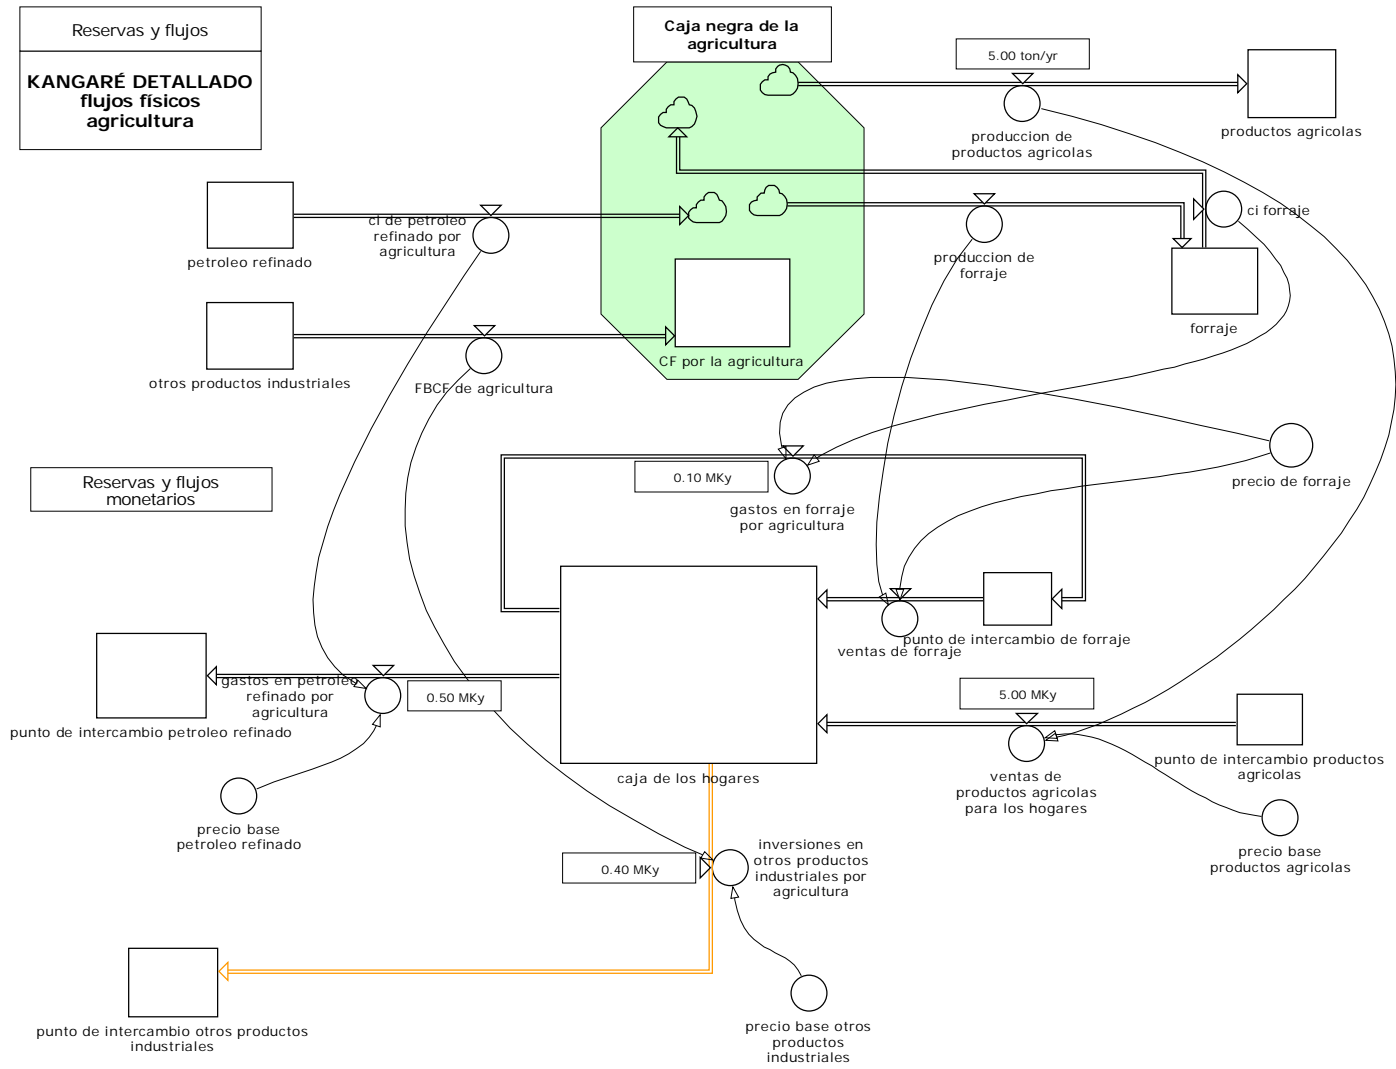 Reservas y flujos
KANGARÉ DETALLADO
flujos físicos
agricultura
Caja negra de la
agricultura
5.00 ton/yr
produccion de
productos agricolas
productos agricolas
petroleo refinado
ci de petroleo
refinado por
agricultura
produccion de
forraje
ci forraje
forraje
otros productos industriales
FBCF de agricultura
CF por la agricultura
Reservas y flujos
monetarios
0.10 MKy
gastos en forraje
por agricultura
precio de forraje
punto de intercambio de forraje
ventas de forraje
gastos en petroleo
refinado por
agricultura
0.50 MKy
punto de intercambio petroleo refinado
5.00 MKy
ventas de
productos agricolas
para los hogares
punto de intercambio productos
agricolas
caja de los hogares
precio base
petroleo refinado
precio base
productos agricolas
0.40 MKy
inversiones en
otros productos
industriales por
agricultura
punto de intercambio otros productos
industriales
precio base otros
productos
industriales